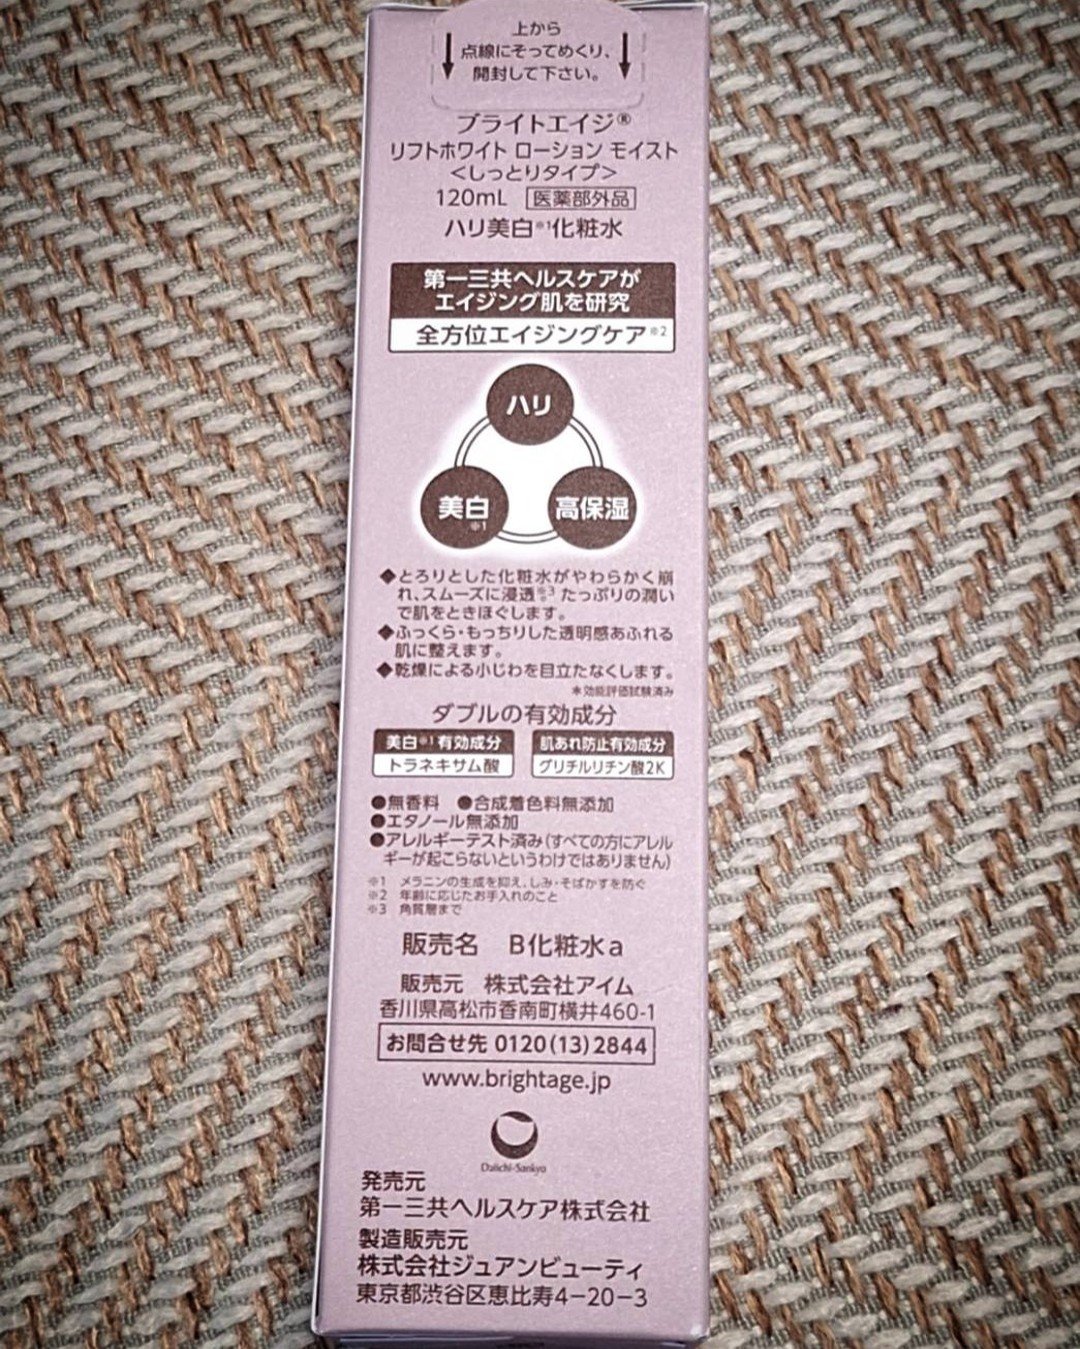 上から
点線にそってめくり、
開封して下さい。
ブライトエイジ®
リフトホワイト ローション モイスト
<しっとりタイプ>
120mL 医薬部外品
ハリ美白※1化粧水
第一三共ヘルスケアが
エイジング肌を研究
全方位エイジングケア※2
ハリ
美白※1 高保湿
◆とろりとした化粧水がやわらかく崩
れ、スムーズに浸透※3 たっぷりの潤い
で肌をときほぐします。
◆ふっくら・もっちりした透明感あふれる
肌に整えます。
◆乾燥による小じわを目立たなくします。
＊効能評価試験済み
ダブルの有効成分
美白※1有効成分 肌あれ防止有効成分
トラネキサム酸 グリチルリチン酸2K
●無香料 ●合成着色料無添加
●エタノール無添加
●アレルギーテスト済み(すべての方にアレル
ギーが起こらないというわけではありません)
※1 メラニンの生成を抑え、しみ・そばかすを防ぐ
※2 年齢に応じたお手入れのこと
※3 角質層まで
販売名 B化粧水a
販売元 株式会社アイム
香川県高松市香南町横井460-1
お問合せ先 0120(13)2844
www.brightage.jp
Daiichi-Sankyo
発売元
第一三共ヘルスケア株式会社
製造販売元
株式会社ジュアンビューティ
東京都渋谷区恵比寿4-20-3